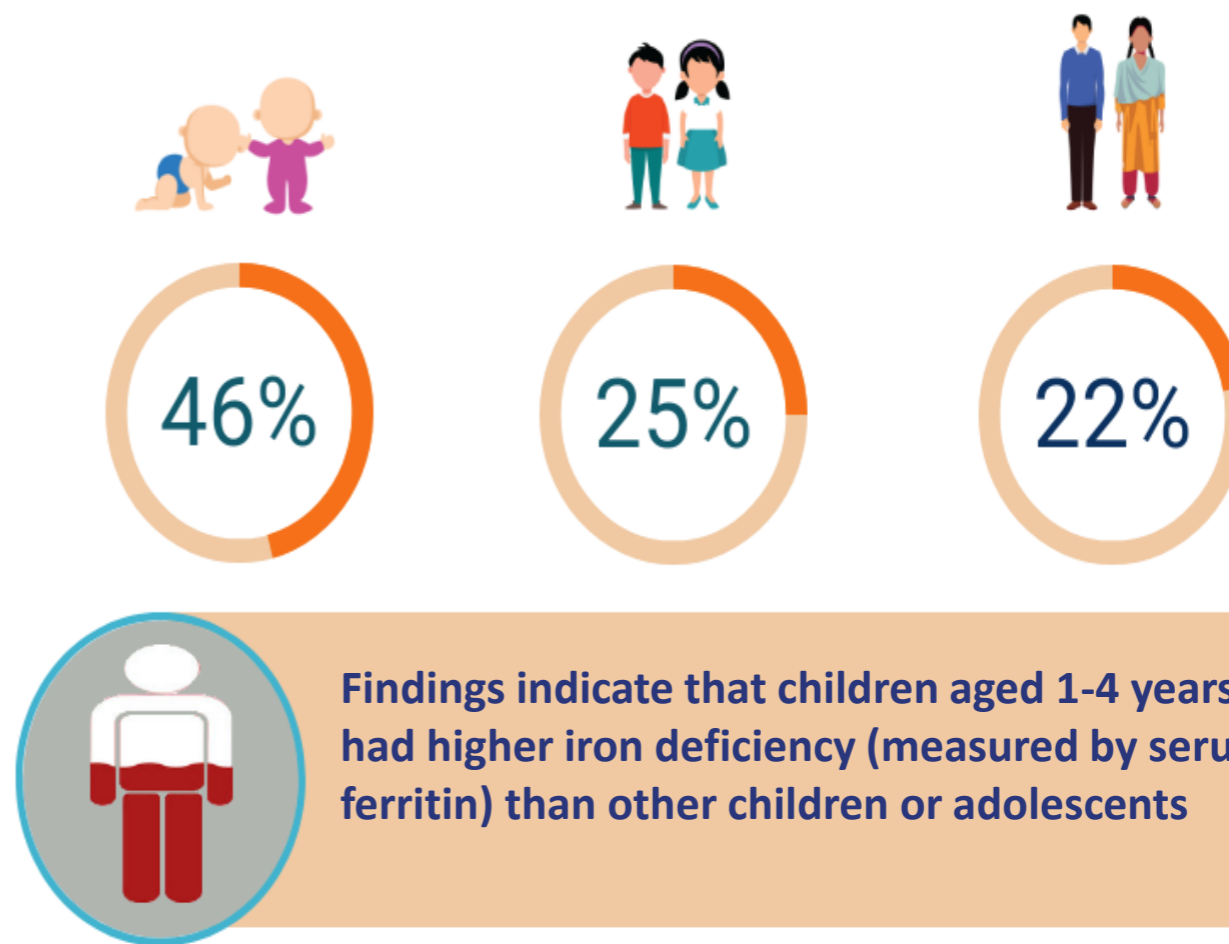 46%
25%
22%
Findings indicate that children aged 1-4 years
had higher iron deficiency (measured by
ferritin) than other children or adolescents